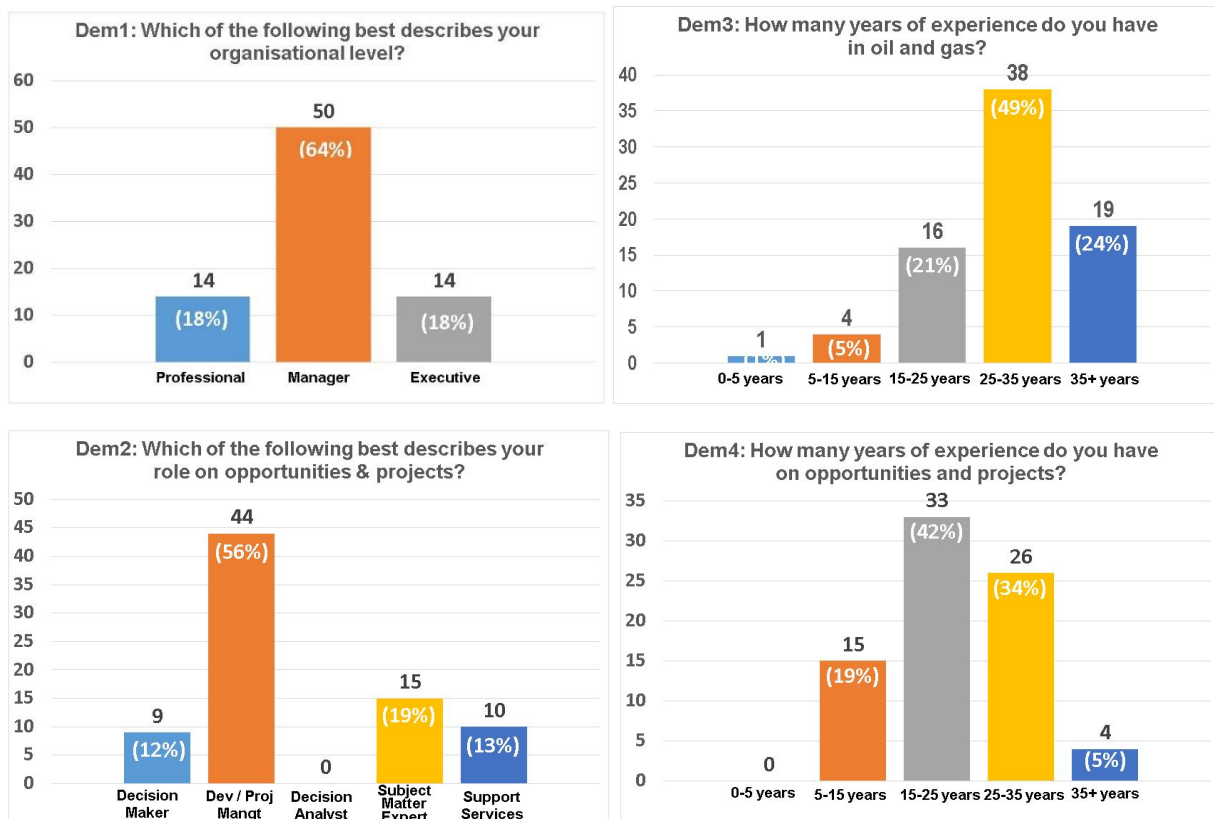 Dem1: Which of the following best describes your
organisational level?
60
50
40
30
20
10
0
14
(18%)
50
(64%)
14
(18%)
Professional
Manager
Executive
Dem3: How many years of experience do you have
in oil and gas?
40
35
30
25
20
15
10
5
0
1
(1%)
4
(5%)
16
(21%)
38
(49%)
19
(24%)
0-5 years
5-15 years
15-25 years
25-35 years
35+ years
Dem2: Which of the following best describes your
role on opportunities & projects?
50
45
40
35
30
25
20
15
10
5
0
9
(12%)
44
(56%)
0
15
(19%)
10
(13%)
Decision
Maker
Dev / Proj
Mangt
Decision
Analyst
Subject
Matter
Expert
Support
Services
Dem4: How many years of experience do you have
on opportunities and projects?
35
30
25
20
15
10
5
0
0
15
(19%)
33
(42%)
26
(34%)
4
(5%)
0-5 years
5-15 years
15-25 years
25-35 years
35+ years